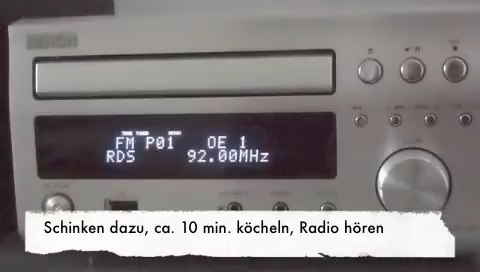 FM P01 OE 1
RDS 92.00MHz
Schinken dazu, ca. 10 min. köcheln, Radio hören